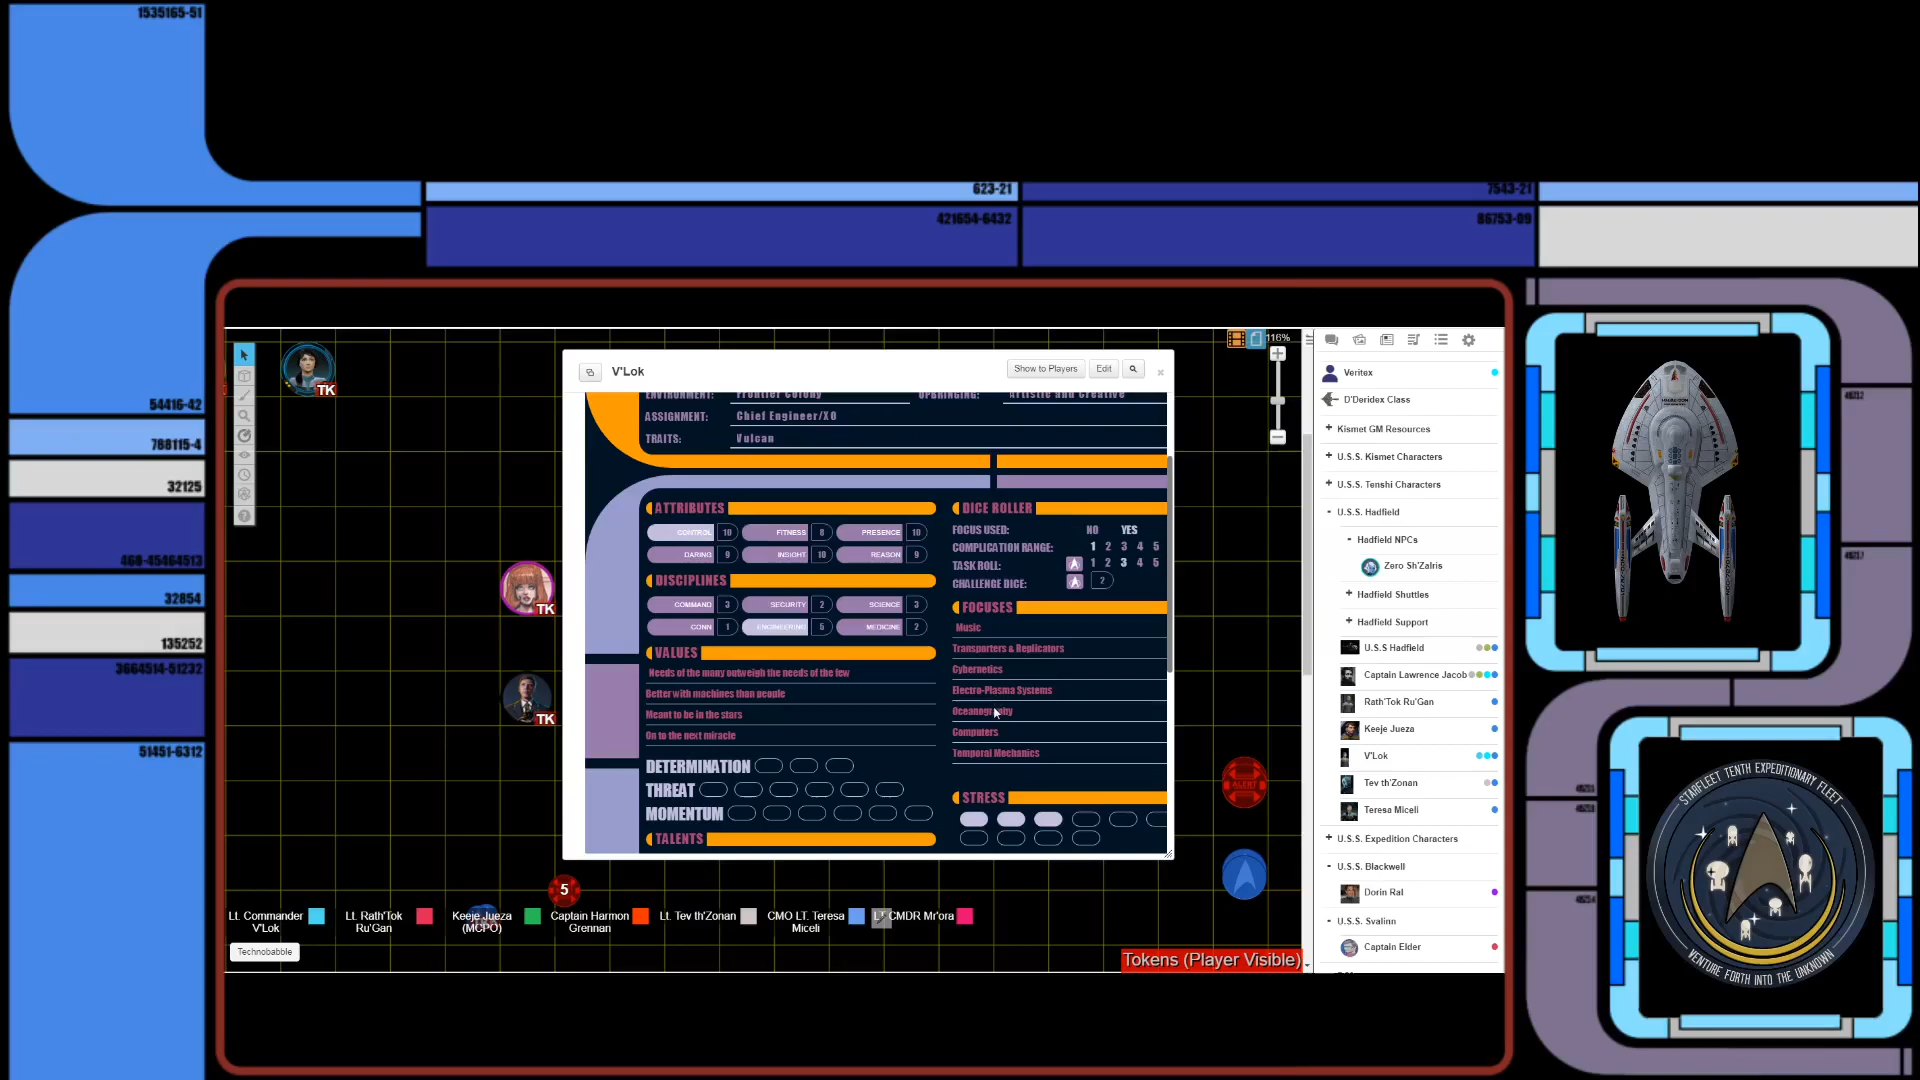 1535165-51
623-21
7543-21
421654-6432
86753-09
54416-42
768115-4
32125
468-45464513
32854
135252
3664514-51232
51451-6312
TK
TK
TK
116%
V'Lok
Show to Players
Edit
ENVIRONMENT: Frontier Colony
UPBRINGING: Artistic and Creative
ASSIGNMENT: Chief Engineer/XO
TRAITS: Vulcan
ATTRIBUTES
CONTROL 10 FITNESS 8 PRESENCE 10
DARING 9 INSIGHT 10 REASON 9
DISCIPLINES
COMMAND 3 SECURITY 2 SCIENCE 3
CONN 1 ENGINEERING 5 MEDICINE 2
VALUES
Needs of the many outweigh the needs of the few
Better with machines than people
Meant to be in the stars
On to the next miracle
DETERMINATION
THREAT
MOMENTUM
TALENTS
DICE ROLLER
FOCUS USED: NO YES
COMPLICATION RANGE: 1 2 3 4 5
TASK ROLL: 1 2 3 4 5
CHALLENGE DICE: 2
FOCUSES
Music
Transporters & Replicators
Cybernetics
Electro-Plasma Systems
Oceanography
Computers
Temporal Mechanics
STRESS
ALERT
5
Lt. Commander V'Lok
Lt. Rath'Tok Ru'Gan
Keeje Jueza (MCPO)
Captain Harmon Grennan
Lt. Tev th'Zonan
CMO LT. Teresa Miceli
LT CMDR Mr'ora
Technobabble
Tokens (Player Visible)
Veritex
D'Deridex Class
Kismet GM Resources
U.S.S. Kismet Characters
U.S.S. Tenshi Characters
U.S.S. Hadfield
Hadfield NPCs
Zero Sh'Zalris
Hadfield Shuttles
Hadfield Support
U.S.S Hadfield
Captain Lawrence Jacob
Rath'Tok Ru'Gan
Keeje Jueza
V'Lok
Tev th'Zonan
Teresa Miceli
U.S.S. Expedition Characters
U.S.S. Blackwell
Dorin Ral
U.S.S. Svalinn
Captain Elder
STARFLEET TENTH EXPEDITIONARY FLEET
VENTURE FORTH INTO THE UNKNOWN